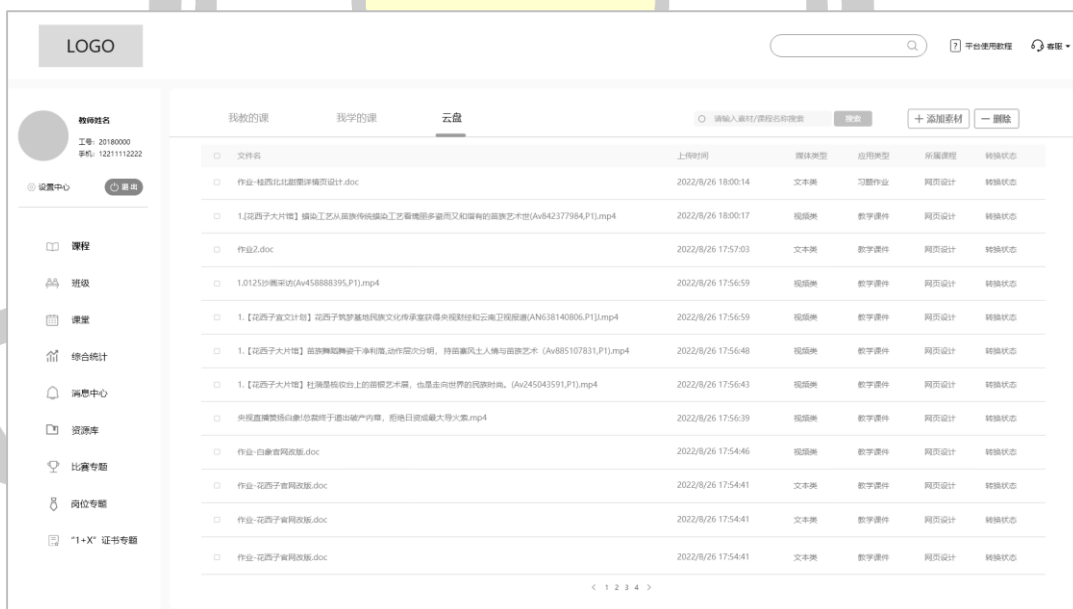 LOGO
? 平台使用教程 客服
教师姓名
工号: 20180000
手机: 12211112222
设置中心 退出
课程
班级
课堂
综合统计
消息中心
资源库
比赛专题
岗位专题
"1+X" 证书专题
我教的课 我学的课 云盘
请输入素材/课程名称搜索 搜索 + 添加素材 — 删除
文件名 上传时间 媒体类型 应用类型 所属课程 转换状态
作业-桂西北北剧票详情页设计.doc 2022/8/26 18:00:14 文本类 习题作业 网页设计 转换状态
1.[花西子大片馆】蜡染工艺从苗族传统蜡染工艺看瑰丽多姿而又和谐有的苗族艺术世(Av842377984,P1).mp4 2022/8/26 18:00:17 视频类 教学课件 网页设计 转换状态
作业2.doc 2022/8/26 17:57:03 文本类 教学课件 网页设计 转换状态
1.0125沙画采访(Av458888395,P1).mp4 2022/8/26 17:56:59 视频类 教学课件 网页设计 转换状态
1.【花西子宣文计划】花西子筑梦基地民族文化传承室获得央视财经和云南卫视报道(AN638140806.P1]J.mp4 2022/8/26 17:56:59 视频类 教学课件 网页设计 转换状态
1.【花西子大片馆】苗族舞蹈舞姿干净利落,动作层次分明, 持苗寨风土人情与苗族艺术 (Av885107831,P1).mp4 2022/8/26 17:56:48 视频类 教学课件 网页设计 转换状态
1.【花西子大片馆】杜鹃是梳妆台上的苗银艺术展, 也是走向世界的民族时尚。(Av245043591,P1).mp4 2022/8/26 17:56:43 视频类 教学课件 网页设计 转换状态
央视直播赞扬白象!总裁终于道出破产内幕, 拒绝日资成最大导火索.mp4 2022/8/26 17:56:39 视频类 教学课件 网页设计 转换状态
作业-白象官网改版.doc 2022/8/26 17:54:46 文本类 教学课件 网页设计 转换状态
作业-花西子官网改版.doc 2022/8/26 17:54:41 文本类 教学课件 网页设计 转换状态
作业-花西子官网改版.doc 2022/8/26 17:54:41 文本类 教学课件 网页设计 转换状态
作业-花西子官网改版.doc 2022/8/26 17:54:41 文本类 教学课件 网页设计 转换状态
< 1 2 3 4 >